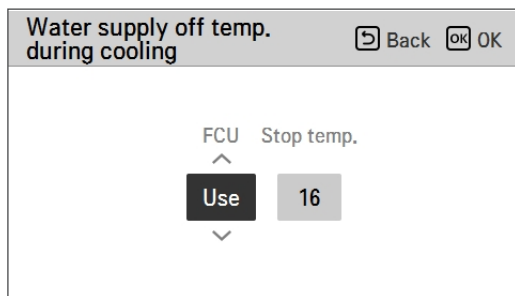 Water supply off temp.
during cooling
Back OK OK
FCU Stop temp.
Use 16